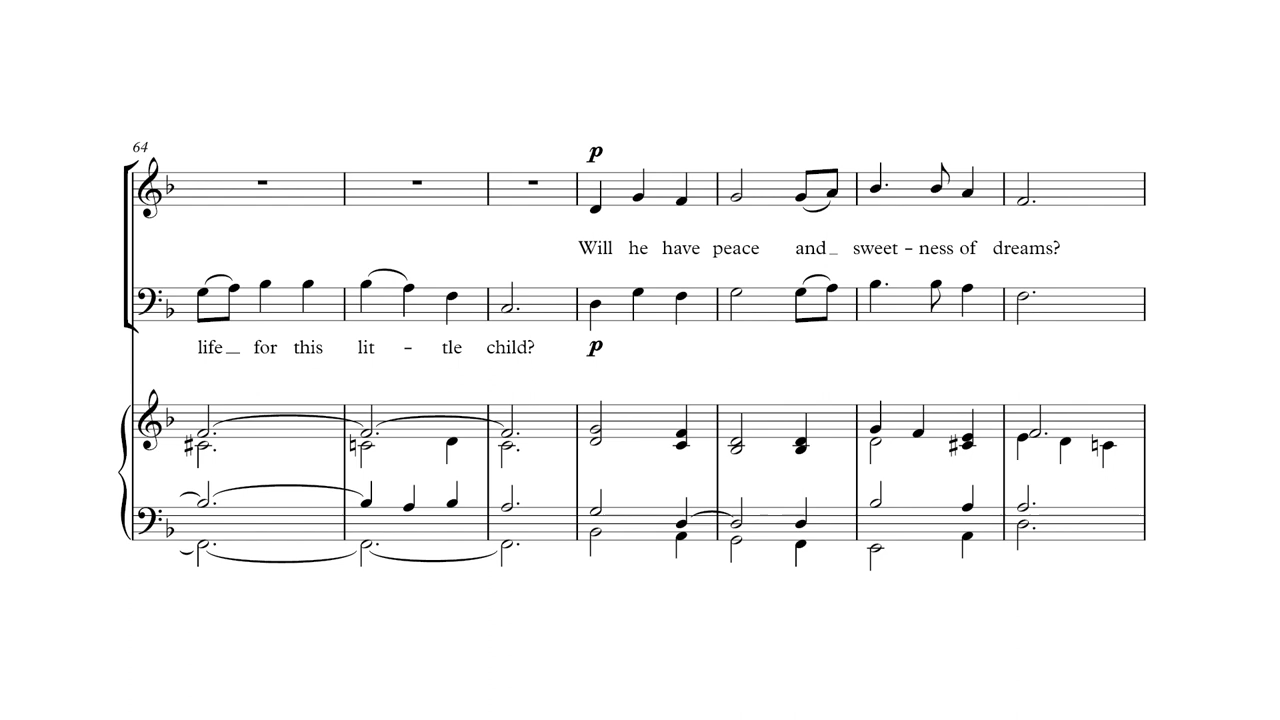 64
p
Will he have peace and_ sweet - ness of dreams?
life_ for this lit - tle child?
p